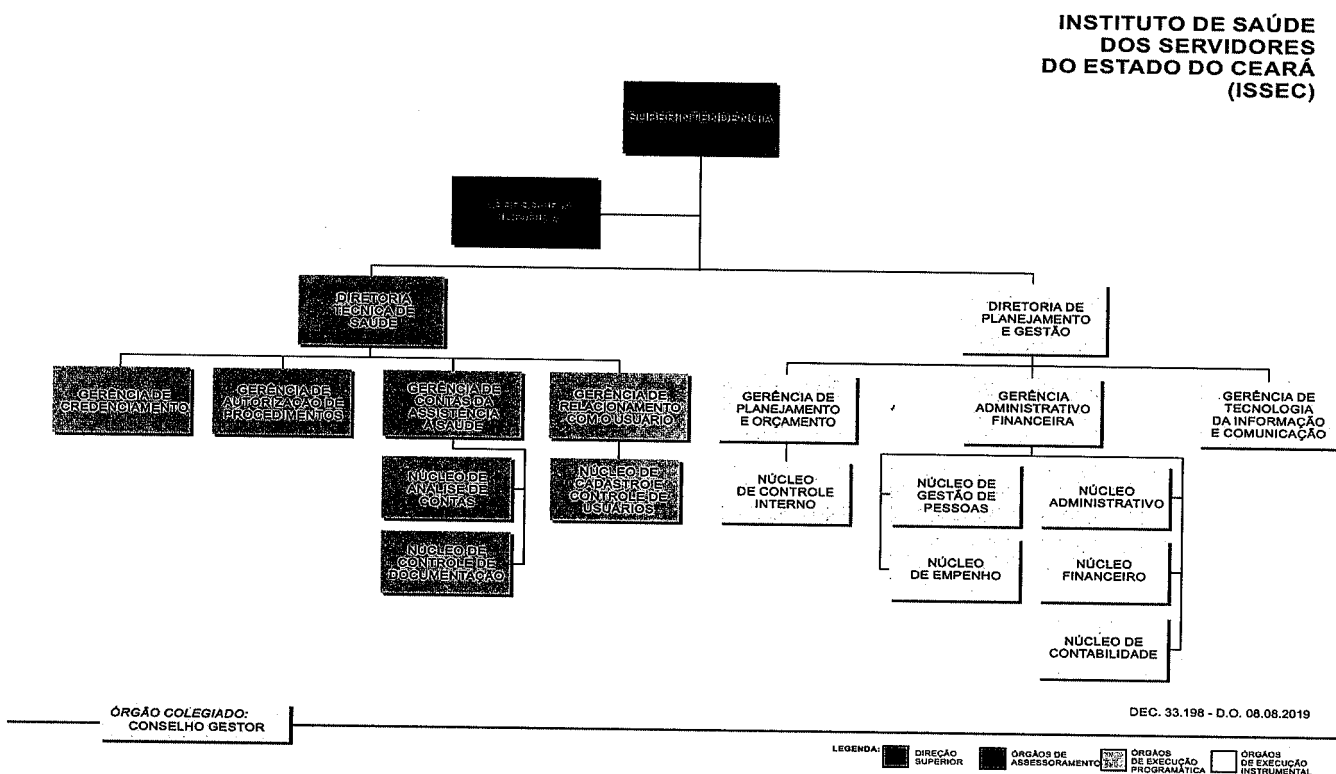 INSTITUTO DE SAÚDE
DOS SERVIDORES
DO ESTADO DO CEARÁ
(ISSEC)
SUPERINTENDÊNCIA
DIRETORIA
TÉCNICA DE
SAÚDE
DIRETORIA DE
PLANEJAMENTO
E GESTÃO
GERÊNCIA DE
CREDENCIAMENTO
GERÊNCIA DE
AUTORIZAÇÃO DE
PROCEDIMENTOS
GERÊNCIA DE
CONTAS DA
ASSISTÊNCIA
À SAÚDE
GERÊNCIA DE
RELACIONAMENTO
COM O USUÁRIO
GERÊNCIA DE
PLANEJAMENTO
E ORÇAMENTO
GERÊNCIA
ADMINISTRATIVO
FINANCEIRA
GERÊNCIA DE
TECNOLOGIA
DA INFORMAÇÃO
E COMUNICAÇÃO
NÚCLEO DE
ANÁLISE DE
CONTAS
NÚCLEO DE
CADASTRO E
CONTROLE DE
USUÁRIOS
NÚCLEO
DE CONTROLE
INTERNO
NÚCLEO DE
GESTÃO DE
PESSOAS
NÚCLEO
ADMINISTRATIVO
NÚCLEO DE
CONTROLE DE
DOCUMENTAÇÃO
NÚCLEO
DE EMPENHO
NÚCLEO
FINANCEIRO
NÚCLEO DE
CONTABILIDADE
ÓRGÃO COLEGIADO:
CONSELHO GESTOR
DEC. 33.198 - D.O. 08.08.2019
LEGENDA:
DIREÇÃO
SUPERIOR
ÓRGÃOS DE
ASSESSORAMENTO
ÓRGÃOS
DE EXECUÇÃO
PROGRAMÁTICA
ÓRGÃOS
DE EXECUÇÃO
INSTRUMENTAL